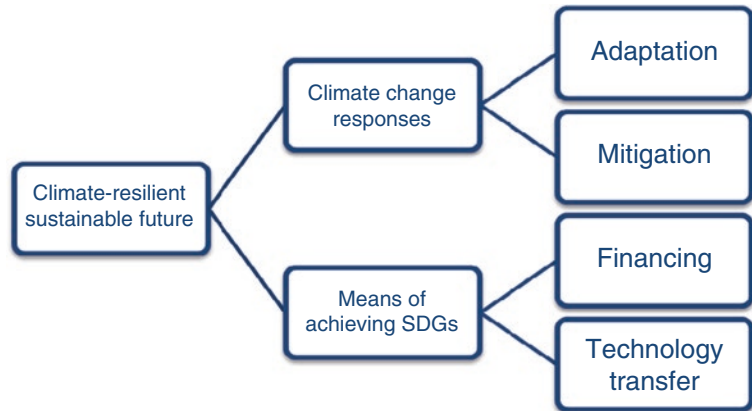 Climate-resilient
sustainable future
Climate change
responses
Adaptation
Mitigation
Means of
achieving SDGs
Financing
Technology
transfer